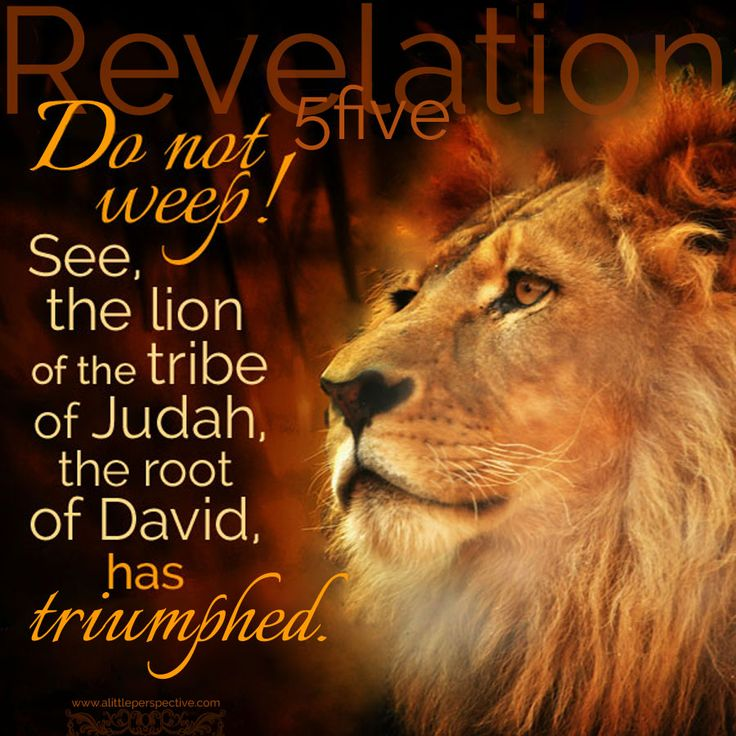 Revelation
5five
Do not
weep!
See,
the lion
of the tribe
of Judah,
the root
of David,
has
triumphed.
www.alittleperspective.com